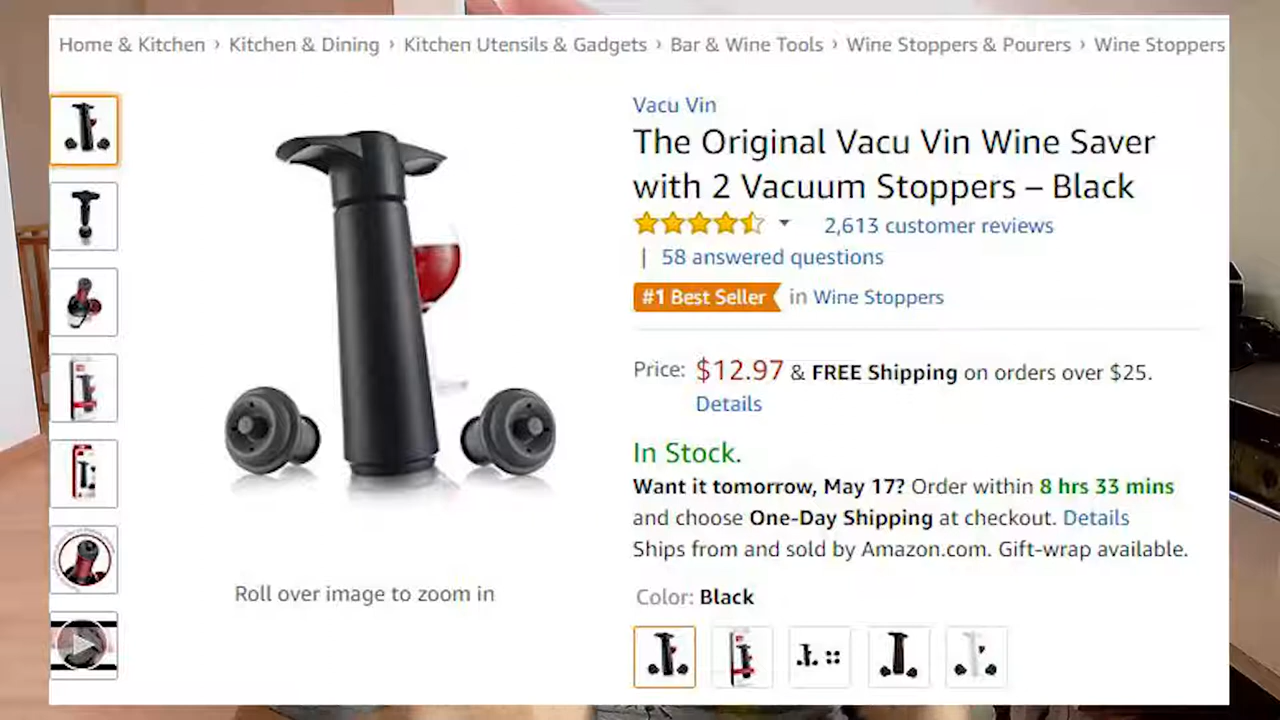 Home & Kitchen › Kitchen & Dining › Kitchen Utensils & Gadgets › Bar & Wine Tools › Wine Stoppers & Pourers › Wine Stoppers
Vacu Vin
The Original Vacu Vin Wine Saver
with 2 Vacuum Stoppers – Black
2,613 customer reviews
| 58 answered questions
#1 Best Seller in Wine Stoppers
Price: $12.97 & FREE Shipping on orders over $25.
Details
In Stock.
Want it tomorrow, May 17? Order within 8 hrs 33 mins
and choose One-Day Shipping at checkout. Details
Ships from and sold by Amazon.com. Gift-wrap available.
Roll over image to zoom in
Color: Black